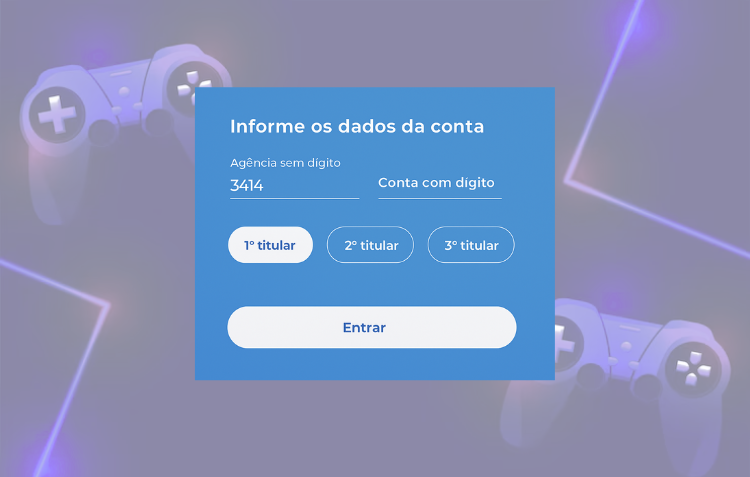 Informe os dados da conta
Agência sem dígito
3414
Conta com dígito
1º titular
2º titular
3º titular
Entrar